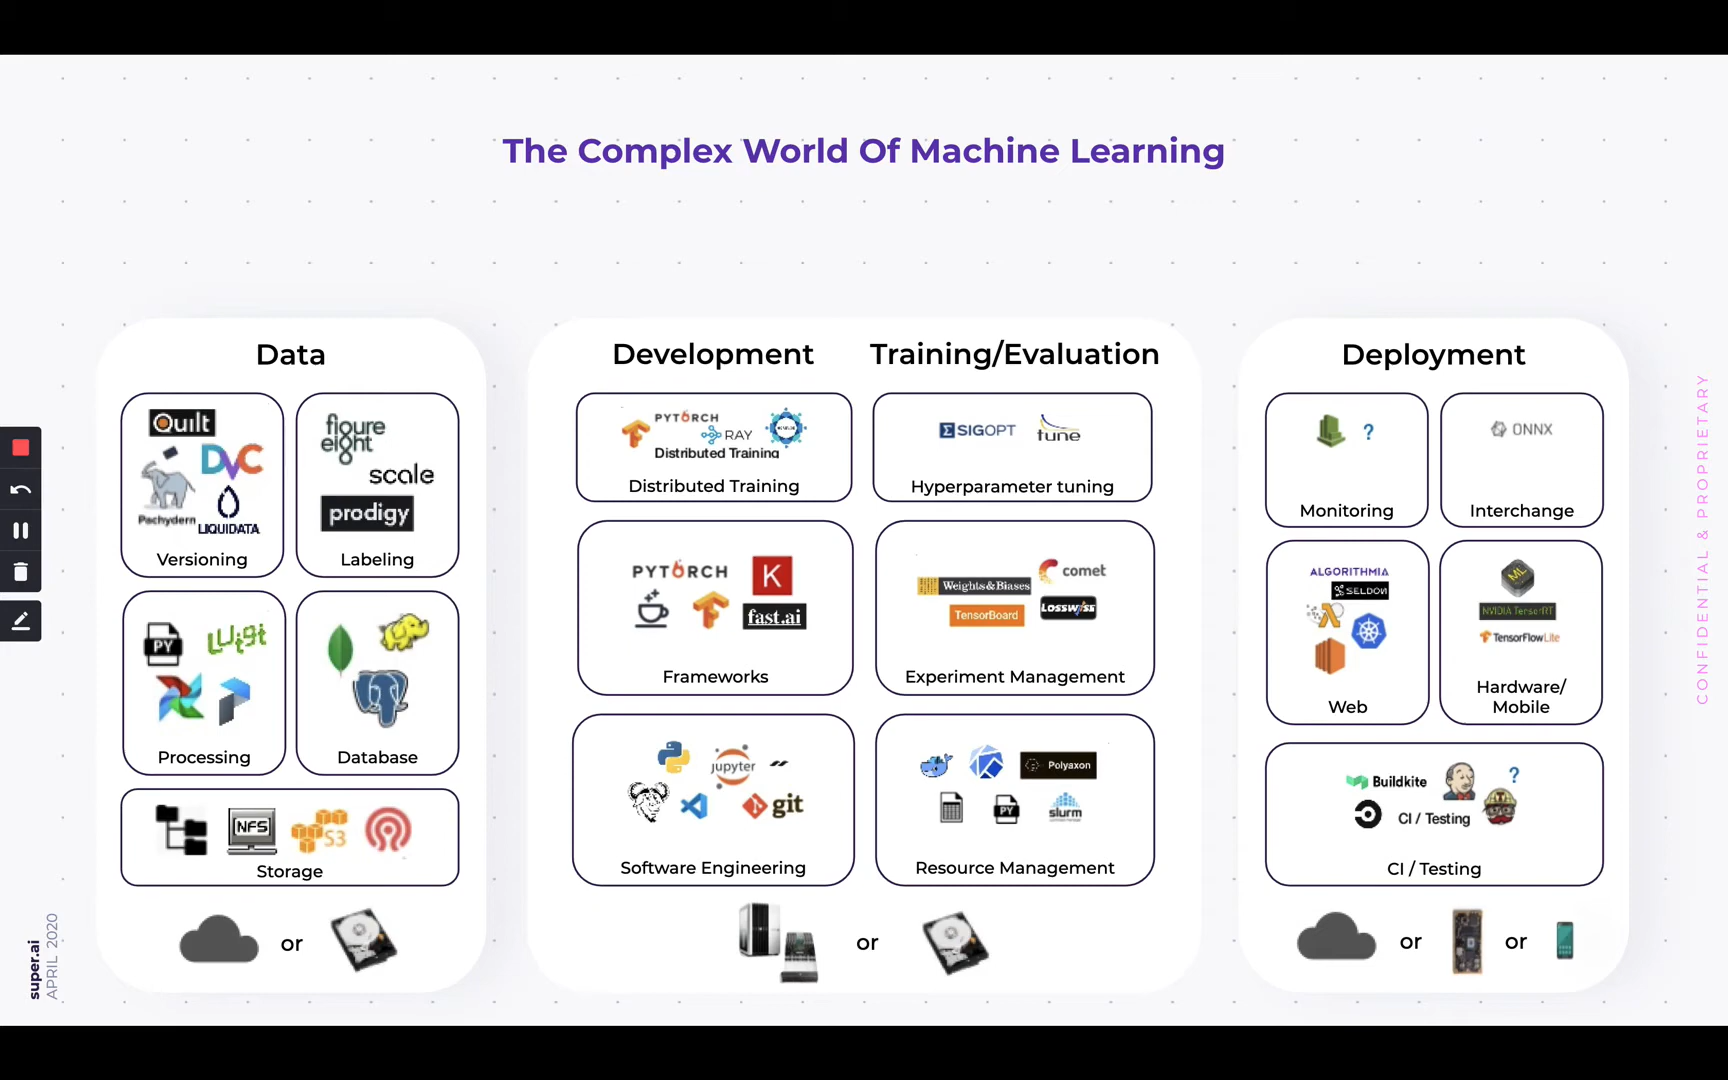 The Complex World Of Machine Learning
Data
Quilt
DVC
Pachyderm
LIQUIDATA
Versioning
figure
eight
scale
prodigy
Labeling
PY
Luigi
Processing
Database
NFS
S3
Storage
or
Development
Training/Evaluation
PYTORCH
RAY
Distributed Training
Distributed Training
SIGOPT
tune
Hyperparameter tuning
PYTORCH
K
fast.ai
Frameworks
Weights & Biases
comet
TensorBoard
LOSSWISE
Experiment Management
jupyter
git
Software Engineering
Polyaxon
PY
slurm
Resource Management
or
Deployment
?
Monitoring
ONNX
Interchange
ALGORITHMIA
SELDON
Web
ML
NVIDIA TensorRT
TensorFlow Lite
Hardware/
Mobile
Buildkite
?
CI / Testing
CI / Testing
or
or
super.ai
APRIL 2020
CONFIDENTIAL & PROPRIETARY